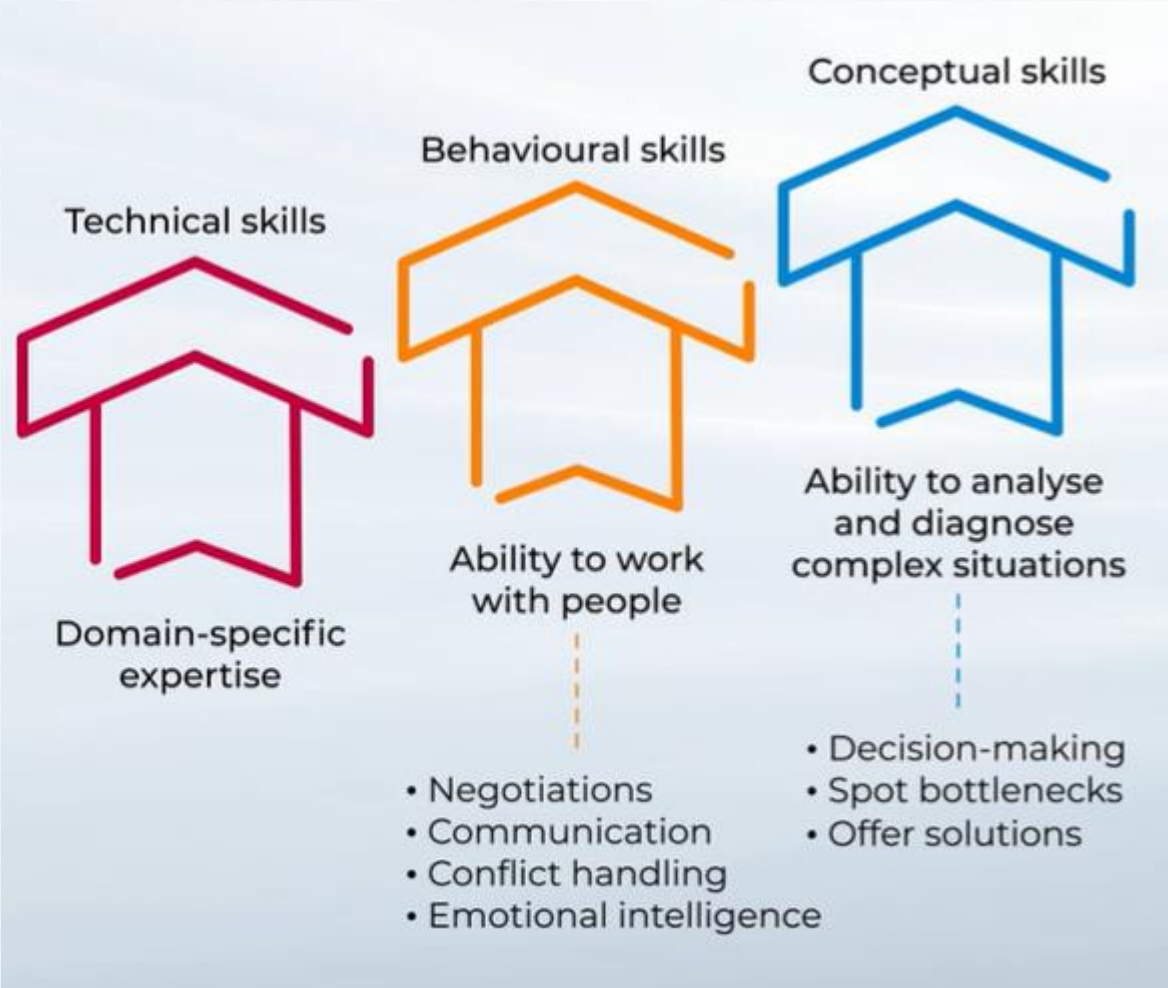 Technical skills
Domain-specific
expertise
Behavioural skills
Ability to work
with people
• Negotiations
• Communication
• Conflict handling
• Emotional intelligence
Conceptual skills
Ability to analyse
and diagnose
complex situations
• Decision-making
• Spot bottlenecks
• Offer solutions